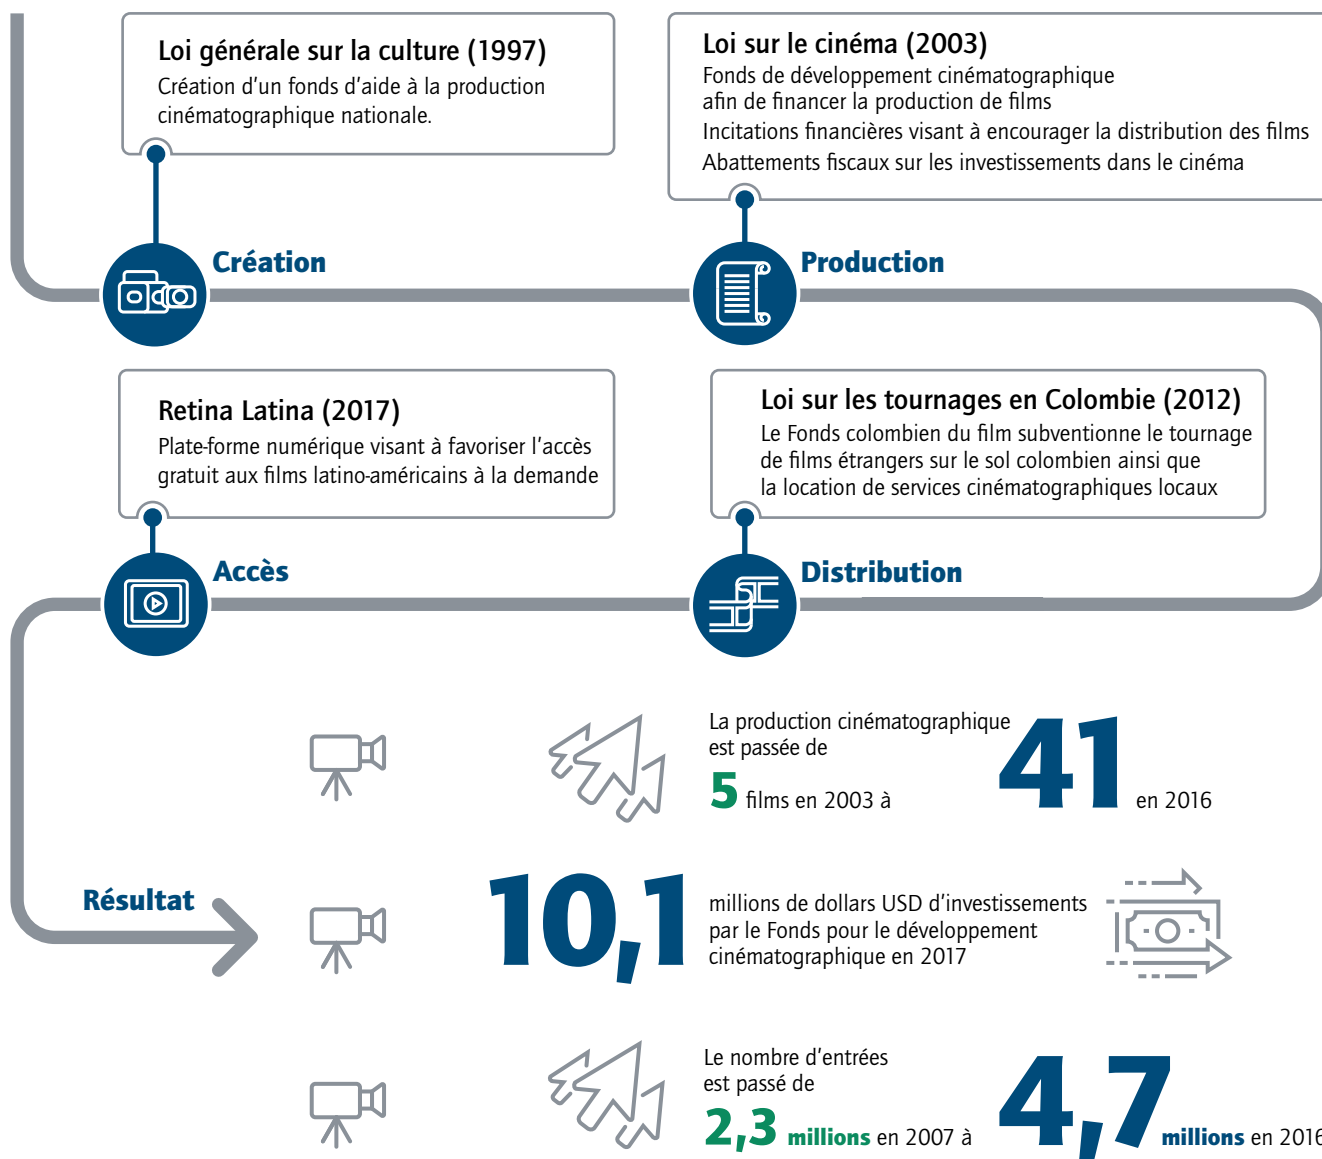 Loi générale sur la culture (1997)
Création d'un fonds d'aide à la production
cinématographique nationale.
Création
Loi sur le cinéma (2003)
Fonds de développement cinématographique
afin de financer la production de films
Incitations financières visant à encourager la distribution des films
Abattements fiscaux sur les investissements dans le cinéma
Production
Loi sur les tournages en Colombie (2012)
Le Fonds colombien du film subventionne le tournage
de films étrangers sur le sol colombien ainsi que
la location de services cinématographiques locaux
Distribution
Retina Latina (2017)
Plate-forme numérique visant à favoriser l'accès
gratuit aux films latino-américains à la demande
Accès
Résultat
La production cinématographique
est passée de
5 films en 2003 à 41 en 2016
10,1 millions de dollars USD d'investissements
par le Fonds pour le développement
cinématographique en 2017
Le nombre d'entrées
est passé de
2,3 millions en 2007 à 4,7 millions en 2016